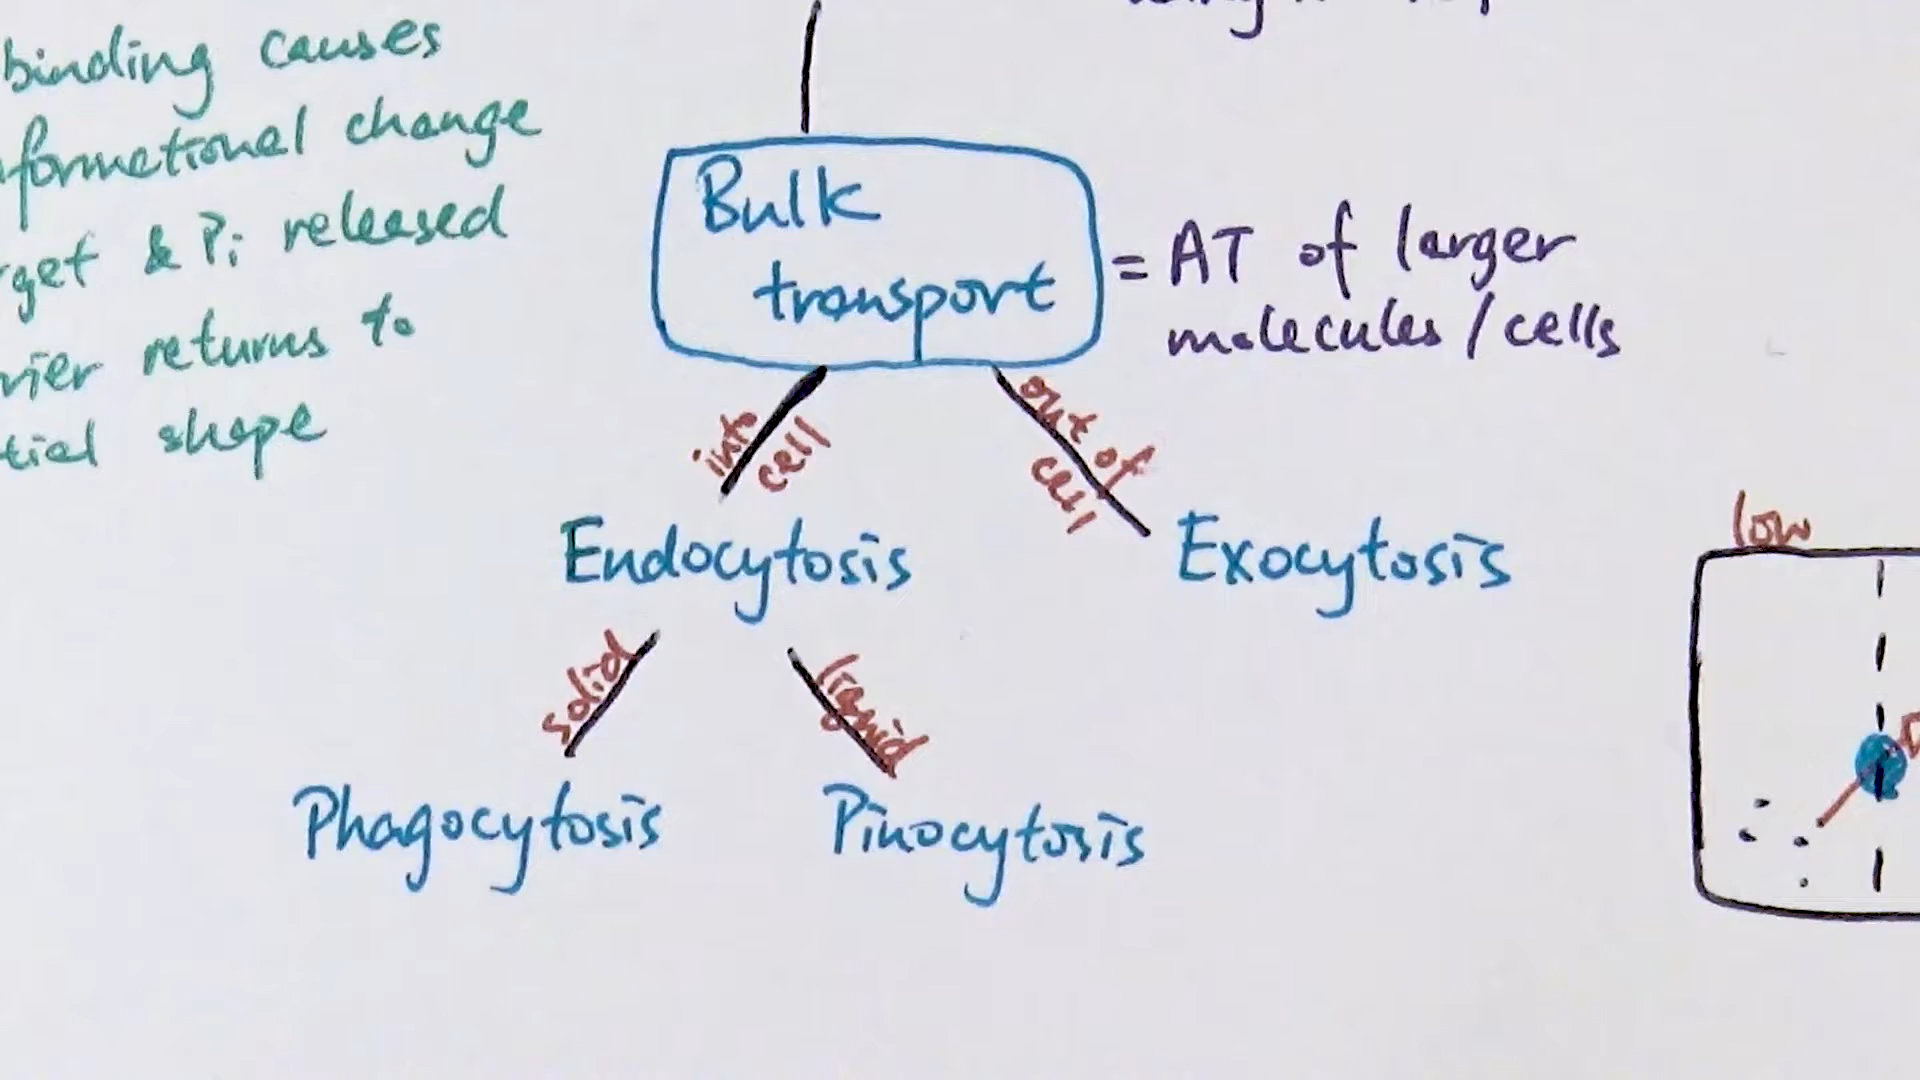 binding causes
formational change
rget & Pi released
rier returns to
tial shape
Bulk
transport
= AT of larger
molecules / cells
into
cell
out of
cell
Endocytosis
Exocytosis
solid
liquid
Phagocytosis
Pinocytosis
low